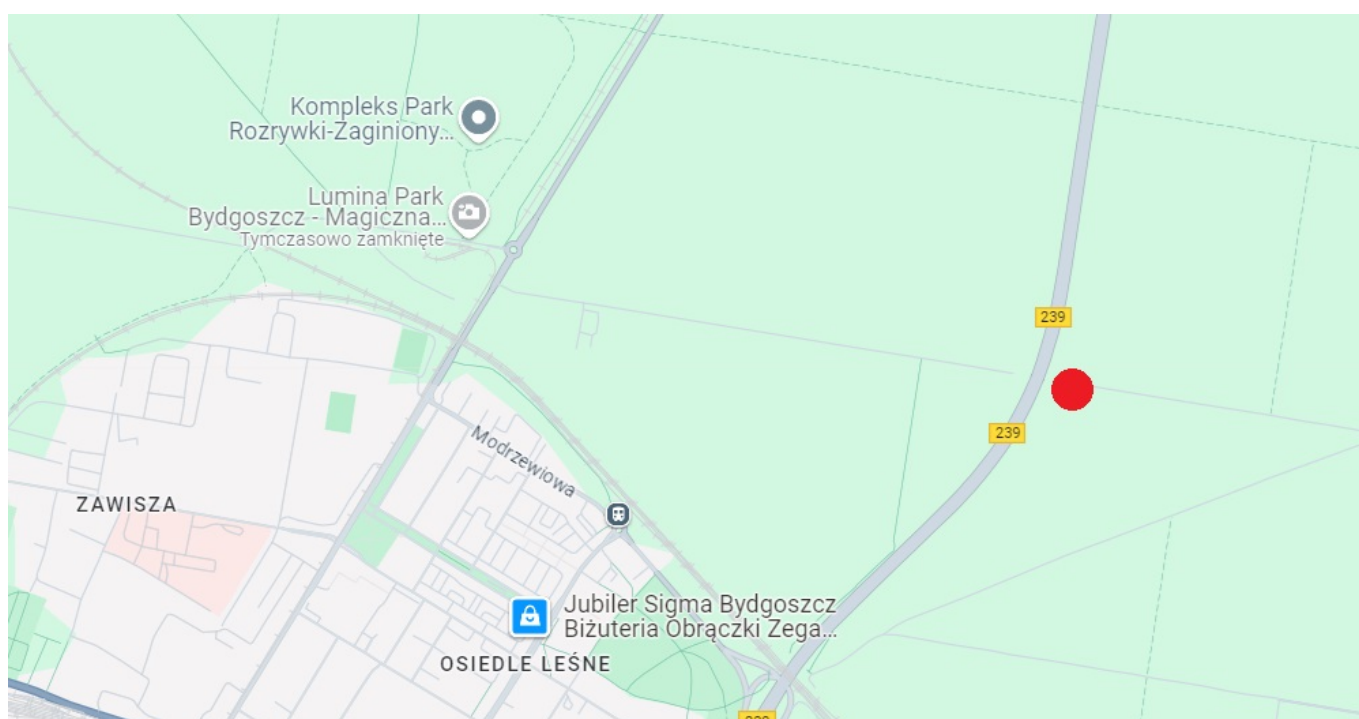 Kompleks Park
Rozrywki-Zaginiony...
Lumina Park
Bydgoszcz - Magiczna...
Tymczasowo zamknięte
239
239
Modrzewiowa
ZAWISZA
Jubiler Sigma Bydgoszcz
Biżuteria Obrączki Zega...
OSIEDLE LEŚNE